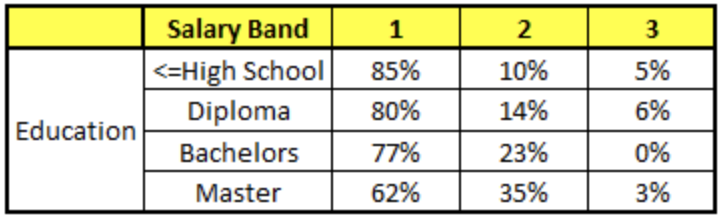 Salary Band 1 2 3
<=High School 85% 10% 5%
Diploma 80% 14% 6%
Education
Bachelors 77% 23% 0%
Master 62% 35% 3%